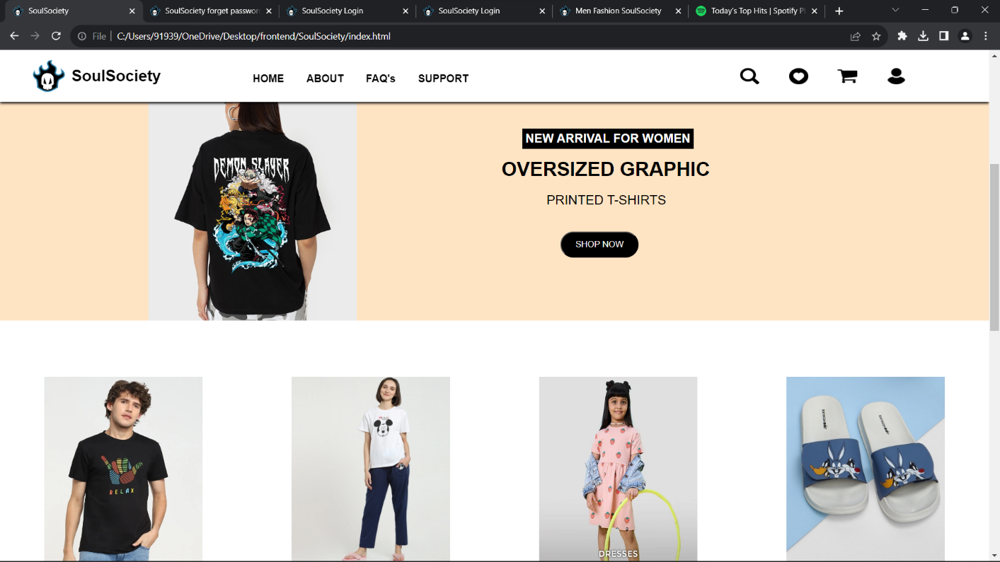 SoulSociety
SoulSociety forget passwor
SoulSociety Login
SoulSociety Login
Men Fashion SoulSociety
Today's Top Hits | Spotify Pl
File
C:/Users/91939/OneDrive/Desktop/frontend/SoulSociety/index.html
SoulSociety
HOME
ABOUT
FAQ's
SUPPORT
DEMON SLAYER
NEW ARRIVAL FOR WOMEN
OVERSIZED GRAPHIC
PRINTED T-SHIRTS
SHOP NOW
RELAX
DRESSES